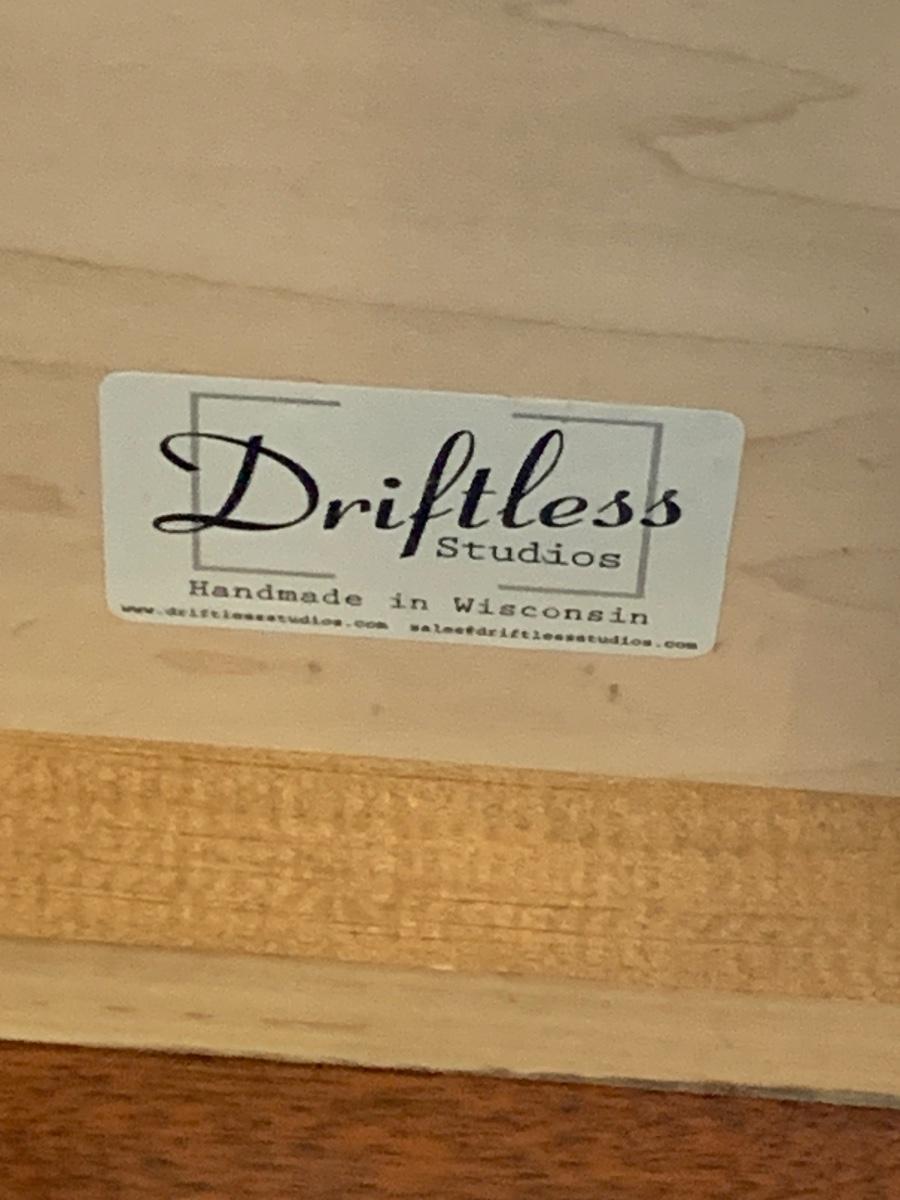 Driftless
Studios
Handmade in Wisconsin
www.driftlessstudios.com sales@driftlessstudios.com